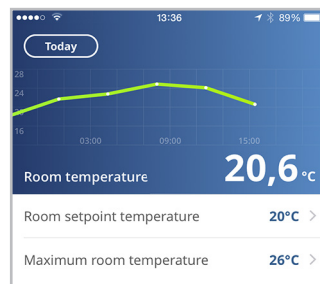 13:36 89%
Today
28
24
20
16
03:00 09:00 15:00
Room temperature 20,6 °C
Room setpoint temperature 20°C
Maximum room temperature 26°C